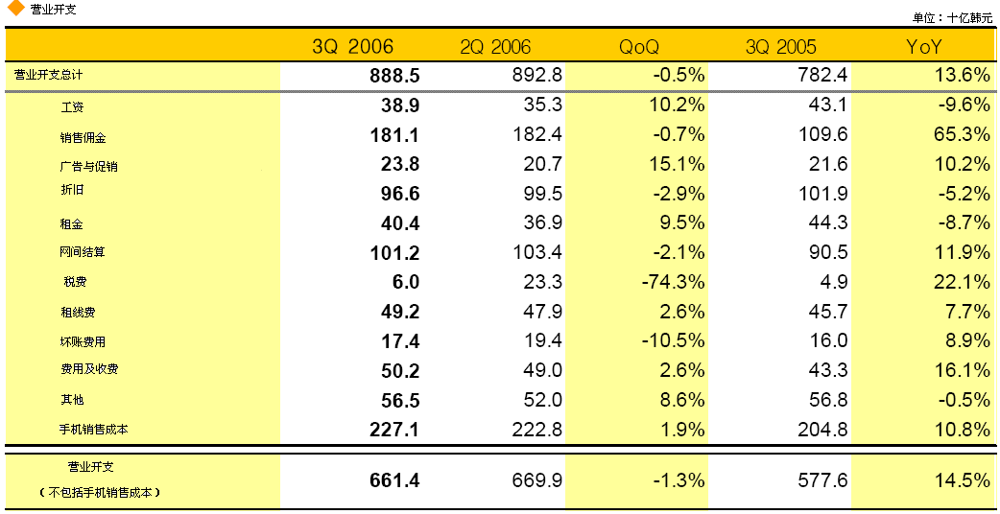 营业开支
单位：十亿韩元
3Q 2006 2Q 2006 QoQ 3Q 2005 YoY
营业开支总计 888.5 892.8 -0.5% 782.4 13.6%
工资 38.9 35.3 10.2% 43.1 -9.6%
销售佣金 181.1 182.4 -0.7% 109.6 65.3%
广告与促销 23.8 20.7 15.1% 21.6 10.2%
折旧 96.6 99.5 -2.9% 101.9 -5.2%
租金 40.4 36.9 9.5% 44.3 -8.7%
网间结算 101.2 103.4 -2.1% 90.5 11.9%
税费 6.0 23.3 -74.3% 4.9 22.1%
租线费 49.2 47.9 2.6% 45.7 7.7%
坏账费用 17.4 19.4 -10.5% 16.0 8.9%
费用及收费 50.2 49.0 2.6% 43.3 16.1%
其他 56.5 52.0 8.6% 56.8 -0.5%
手机销售成本 227.1 222.8 1.9% 204.8 10.8%
营业开支
（不包括手机销售成本） 661.4 669.9 -1.3% 577.6 14.5%